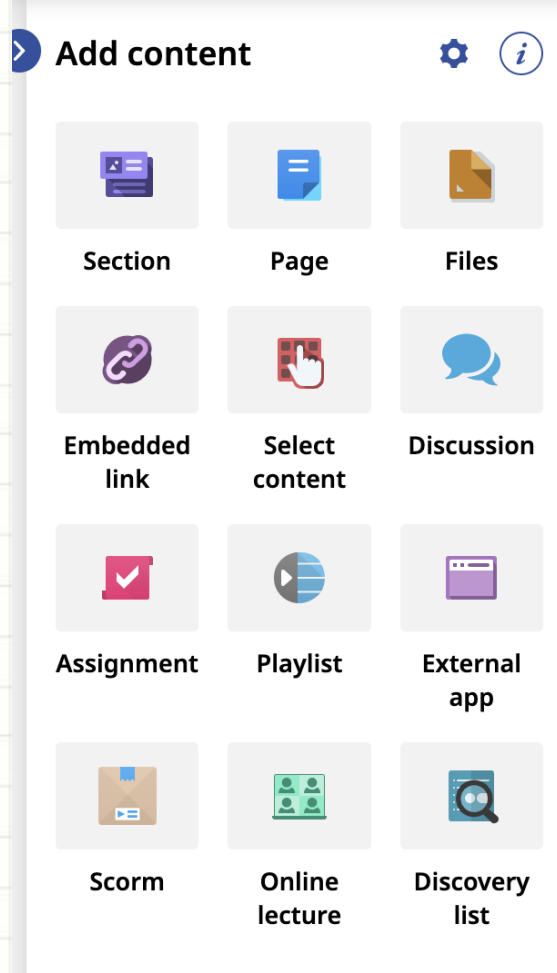 Add content
i
Section
Page
Files
Embedded
link
Select
content
Discussion
Assignment
Playlist
External
app
Scorm
Online
lecture
Discovery
list